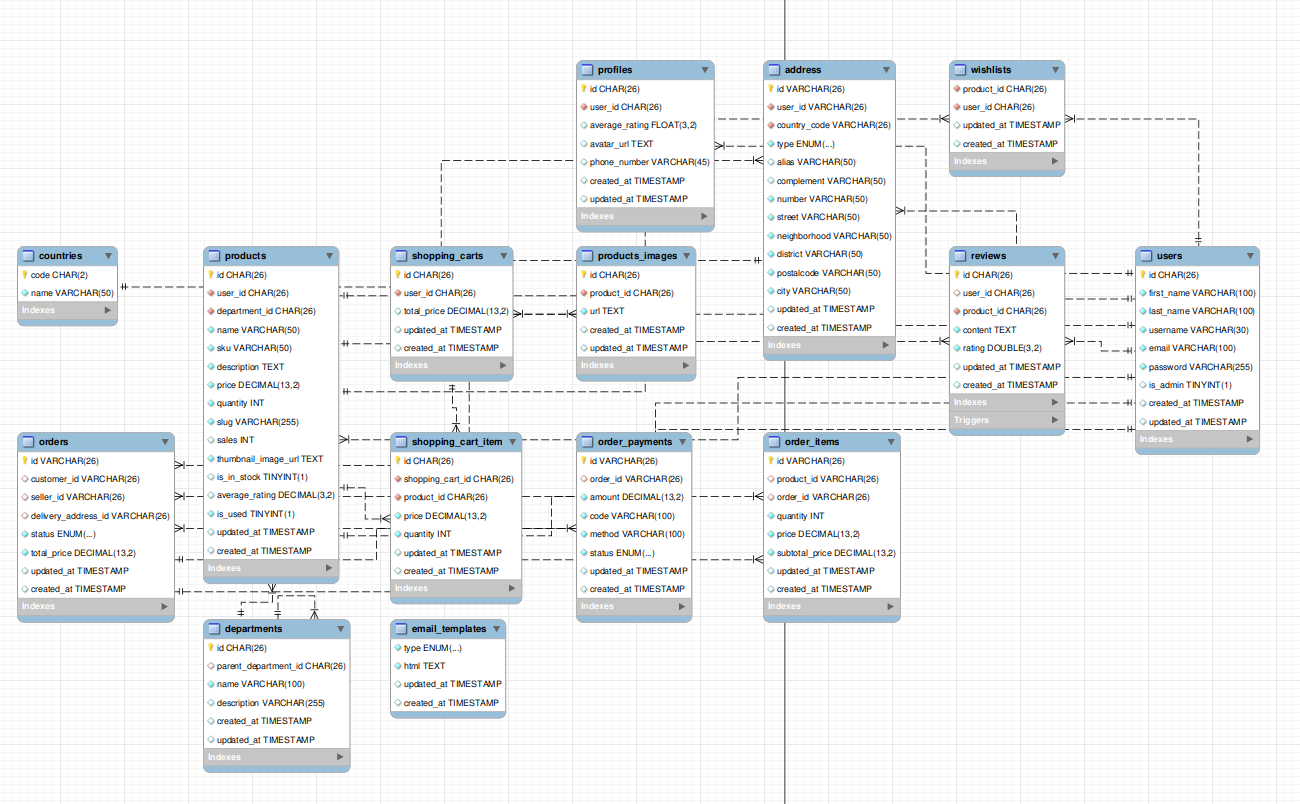 profiles
id CHAR(26)
user_id CHAR(26)
average_rating FLOAT(3,2)
avatar_url TEXT
phone_number VARCHAR(45)
created_at TIMESTAMP
updated_at TIMESTAMP
Indexes
address
id VARCHAR(26)
user_id VARCHAR(26)
country_code VARCHAR(26)
type ENUM(...)
alias VARCHAR(50)
complement VARCHAR(50)
number VARCHAR(50)
street VARCHAR(50)
neighborhood VARCHAR(50)
district VARCHAR(50)
postalcode VARCHAR(50)
city VARCHAR(50)
updated_at TIMESTAMP
created_at TIMESTAMP
Indexes
wishlists
product_id CHAR(26)
user_id CHAR(26)
updated_at TIMESTAMP
created_at TIMESTAMP
Indexes
countries
code CHAR(2)
name VARCHAR(50)
Indexes
products
id CHAR(26)
user_id CHAR(26)
department_id CHAR(26)
name VARCHAR(50)
sku VARCHAR(50)
description TEXT
price DECIMAL(13,2)
quantity INT
slug VARCHAR(255)
sales INT
thumbnail_image_url TEXT
is_in_stock TINYINT(1)
average_rating DECIMAL(3,2)
is_used TINYINT(1)
updated_at TIMESTAMP
created_at TIMESTAMP
Indexes
shopping_carts
id CHAR(26)
user_id CHAR(26)
total_price DECIMAL(13,2)
updated_at TIMESTAMP
created_at TIMESTAMP
Indexes
products_images
id CHAR(26)
product_id CHAR(26)
url TEXT
created_at TIMESTAMP
updated_at TIMESTAMP
Indexes
reviews
id CHAR(26)
user_id CHAR(26)
product_id CHAR(26)
content TEXT
rating DOUBLE(3,2)
updated_at TIMESTAMP
created_at TIMESTAMP
Indexes
Triggers
users
id CHAR(26)
first_name VARCHAR(100)
last_name VARCHAR(100)
username VARCHAR(30)
email VARCHAR(100)
password VARCHAR(255)
is_admin TINYINT(1)
created_at TIMESTAMP
updated_at TIMESTAMP
Indexes
orders
id VARCHAR(26)
customer_id VARCHAR(26)
seller_id VARCHAR(26)
delivery_address_id VARCHAR(26)
status ENUM(...)
total_price DECIMAL(13,2)
updated_at TIMESTAMP
created_at TIMESTAMP
Indexes
shopping_cart_item
id CHAR(26)
shopping_cart_id CHAR(26)
product_id CHAR(26)
price DECIMAL(13,2)
quantity INT
updated_at TIMESTAMP
created_at TIMESTAMP
Indexes
order_payments
id VARCHAR(26)
order_id VARCHAR(26)
amount DECIMAL(13,2)
code VARCHAR(100)
method VARCHAR(100)
status ENUM(...)
updated_at TIMESTAMP
created_at TIMESTAMP
Indexes
order_items
id VARCHAR(26)
product_id VARCHAR(26)
order_id VARCHAR(26)
quantity INT
price DECIMAL(13,2)
subtotal_price DECIMAL(13,2)
updated_at TIMESTAMP
created_at TIMESTAMP
Indexes
departments
id CHAR(26)
parent_department_id CHAR(26)
name VARCHAR(100)
description VARCHAR(255)
created_at TIMESTAMP
updated_at TIMESTAMP
Indexes
email_templates
type ENUM(...)
html TEXT
updated_at TIMESTAMP
created_at TIMESTAMP